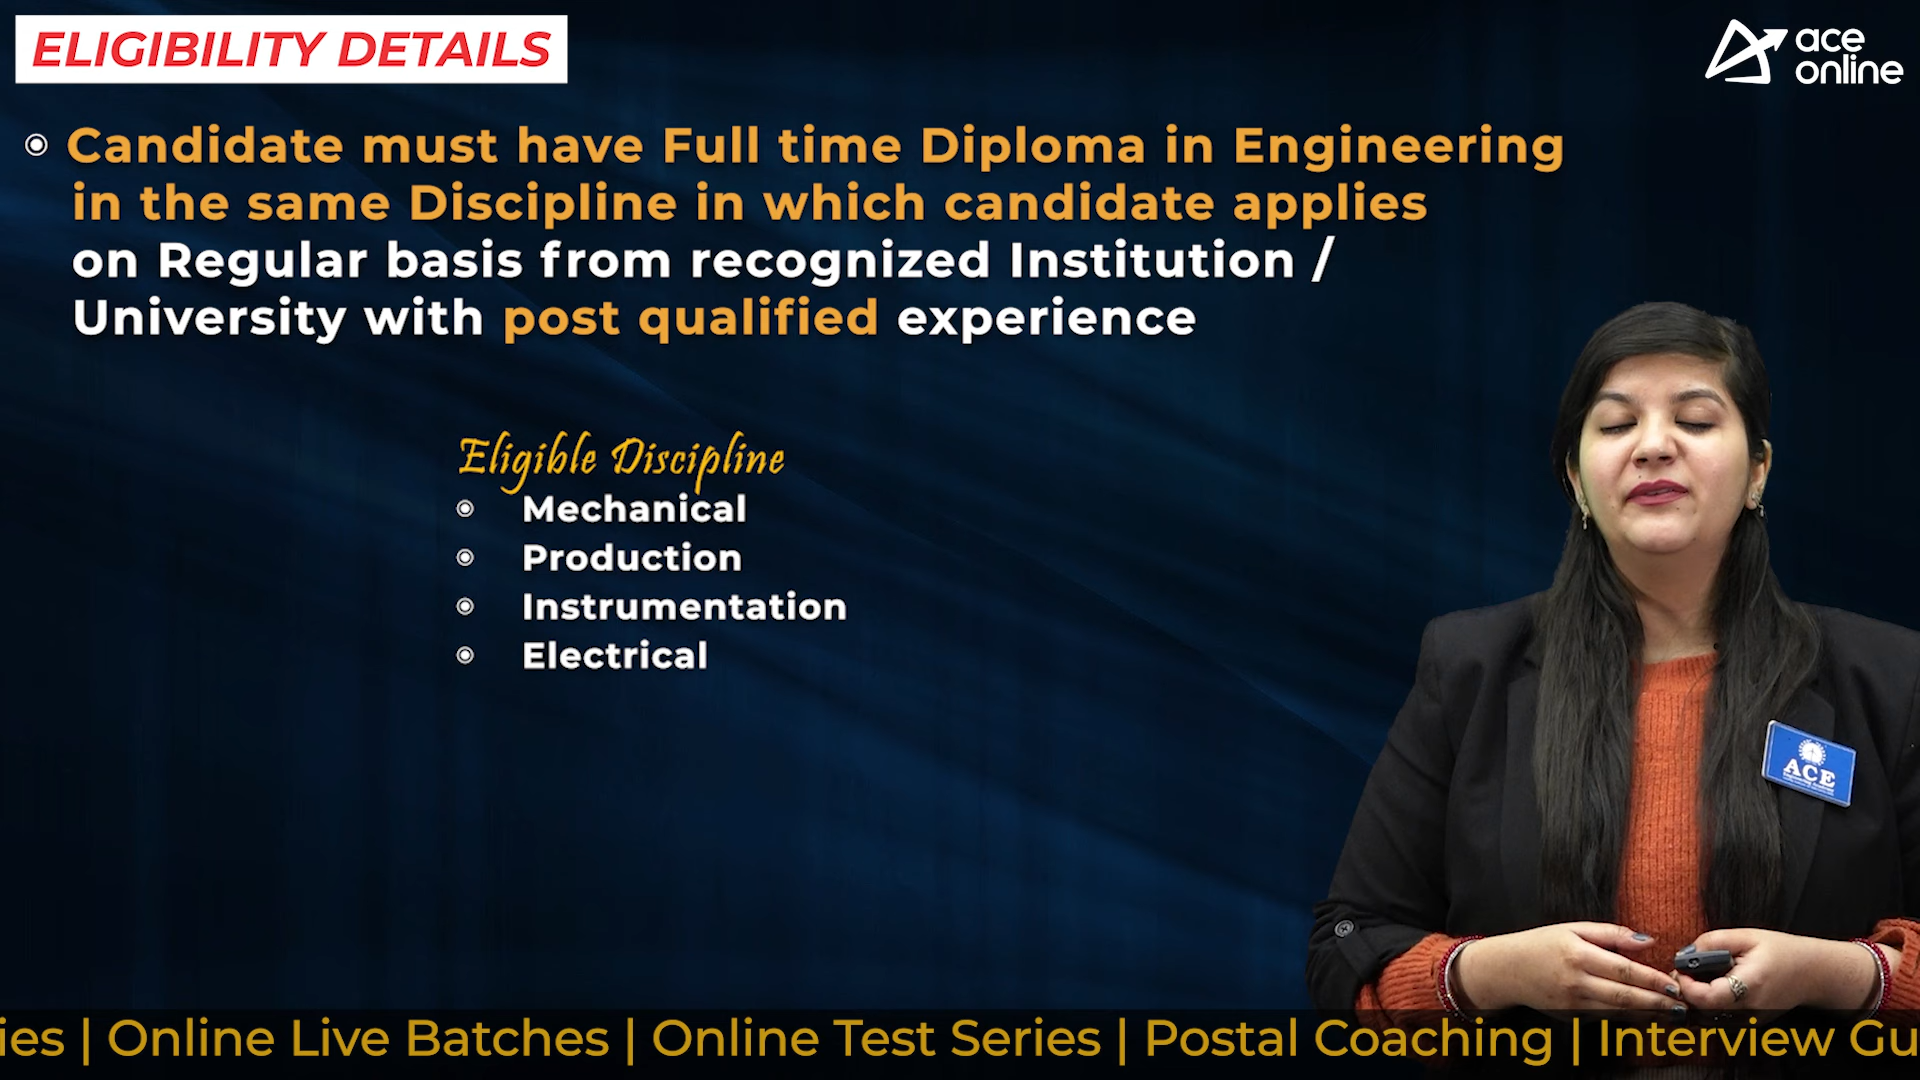 ELIGIBILITY DETAILS
ace
online
Candidate must have Full time Diploma in Engineering
in the same Discipline in which candidate applies
on Regular basis from recognized Institution /
University with post qualified experience
Eligible Discipline
Mechanical
Production
Instrumentation
Electrical
ACE
ies | Online Live Batches | Online Test Series | Postal Coaching | Interview Gu